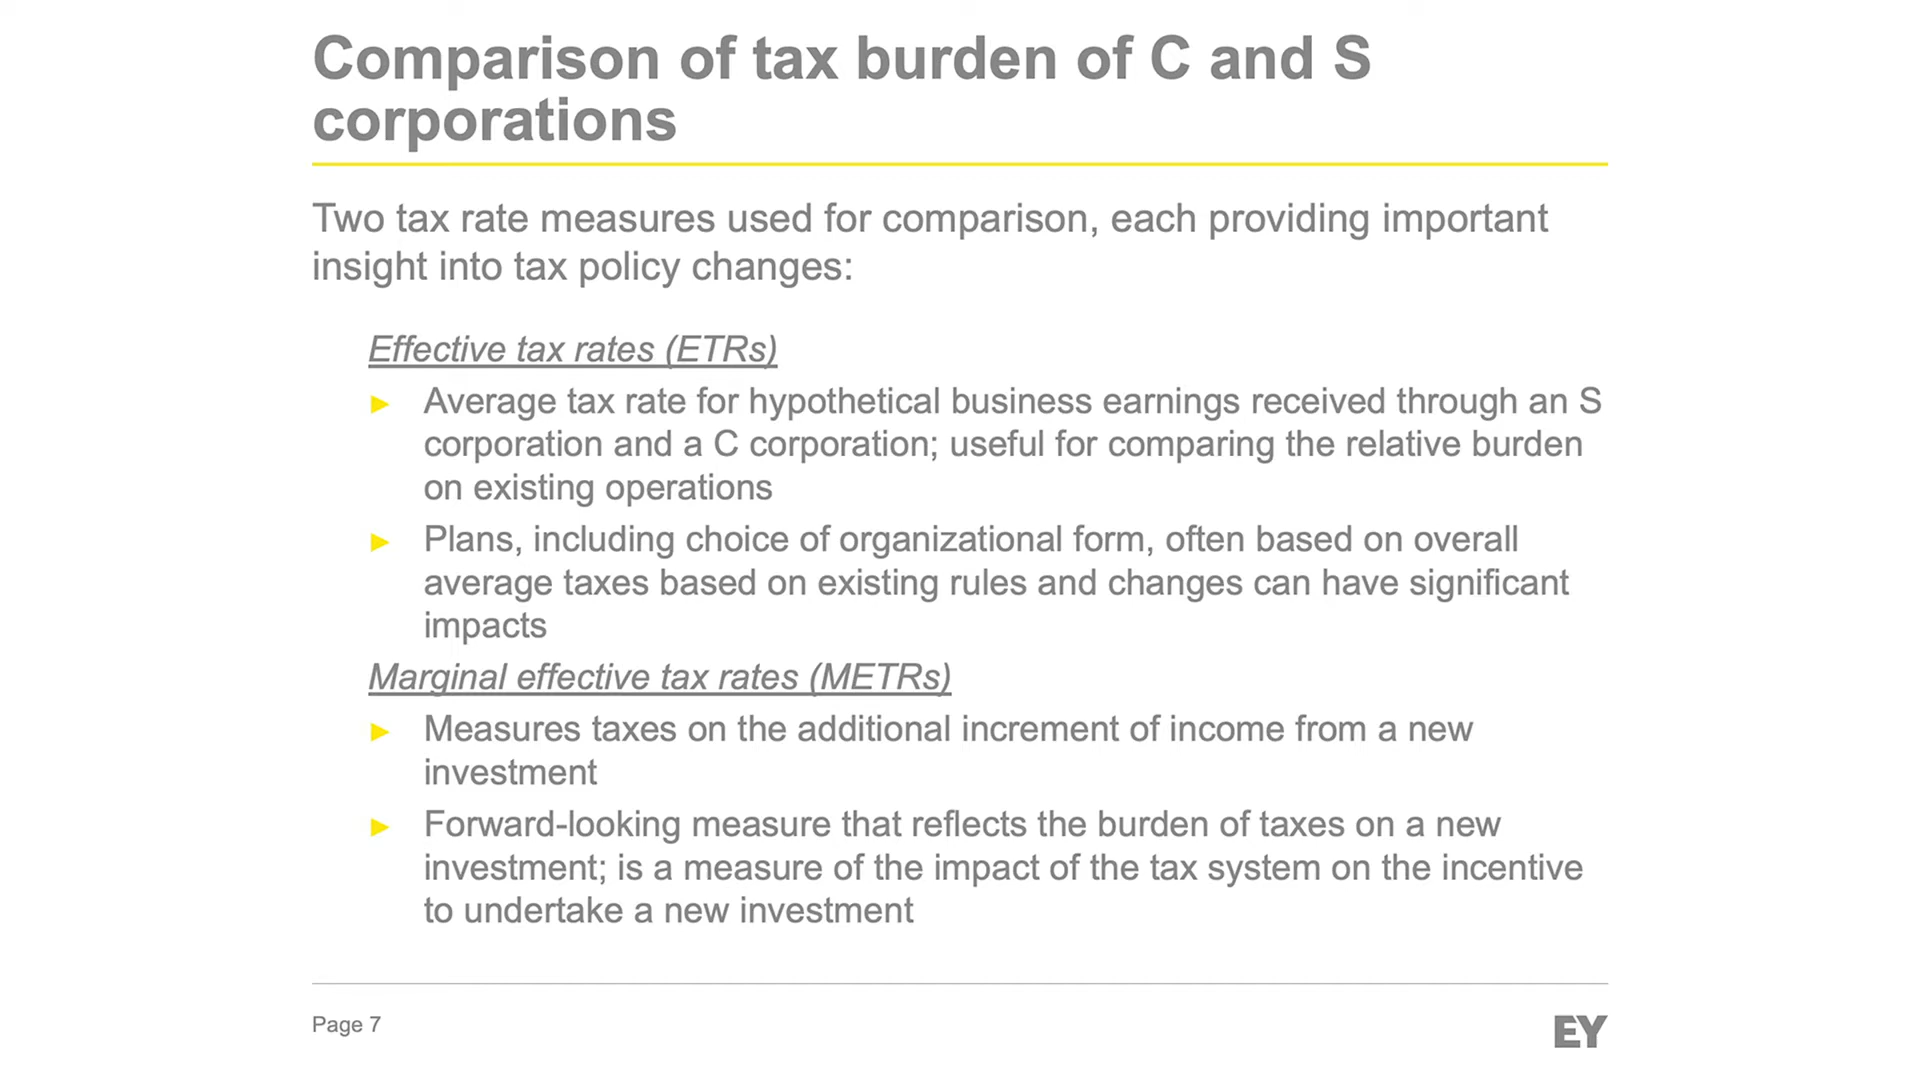 Comparison of tax burden of C and S
corporations
Two tax rate measures used for comparison, each providing important
insight into tax policy changes:
Effective tax rates (ETRs)
► Average tax rate for hypothetical business earnings received through an S
corporation and a C corporation; useful for comparing the relative burden
on existing operations
► Plans, including choice of organizational form, often based on overall
average taxes based on existing rules and changes can have significant
impacts
Marginal effective tax rates (METRs)
► Measures taxes on the additional increment of income from a new
investment
► Forward-looking measure that reflects the burden of taxes on a new
investment; is a measure of the impact of the tax system on the incentive
to undertake a new investment
Page 7
EY